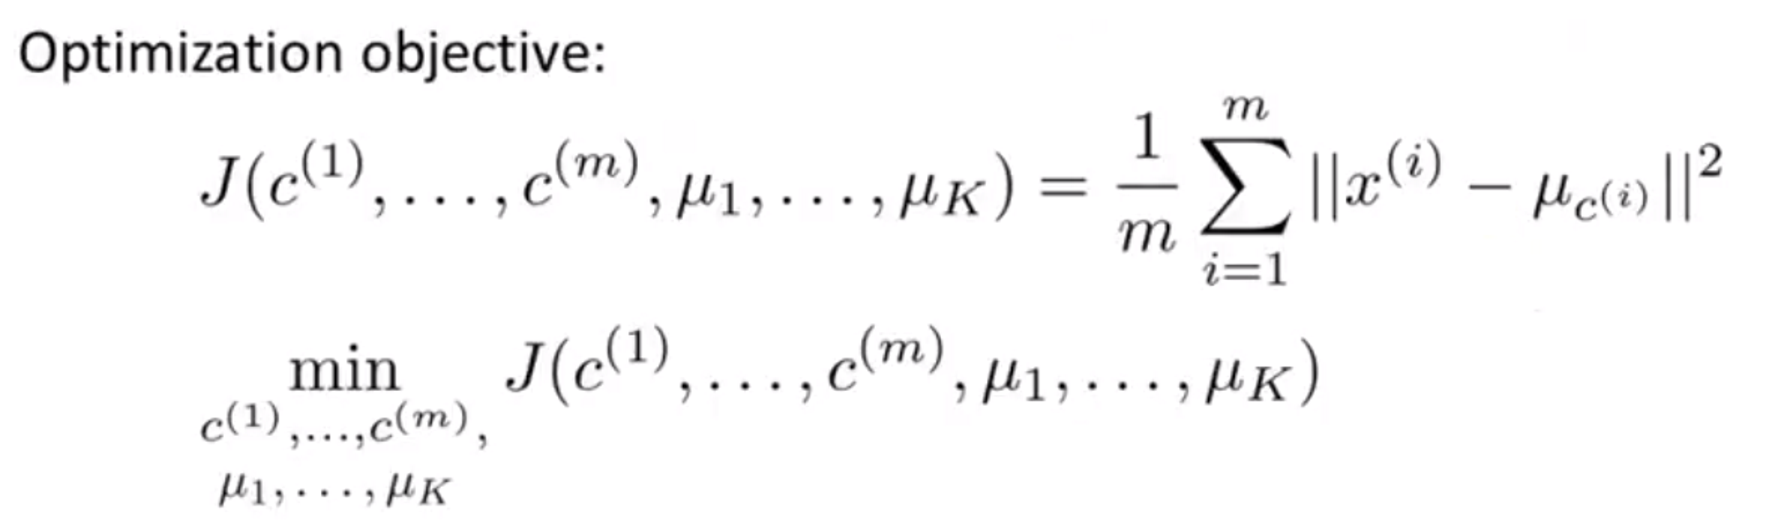 Optimization objective:
J(c^{(1)}, . . . , c^{(m)}, μ_1, . . . , μ_K) = \frac{1}{m} \sum_{i=1}^{m} ||x^{(i)} − μ_{c^{(i)}}||^2
\min_{c^{(1)},...,c^{(m)}, μ_1,...,μ_K} J(c^{(1)}, . . . , c^{(m)}, μ_1, . . . , μ_K)